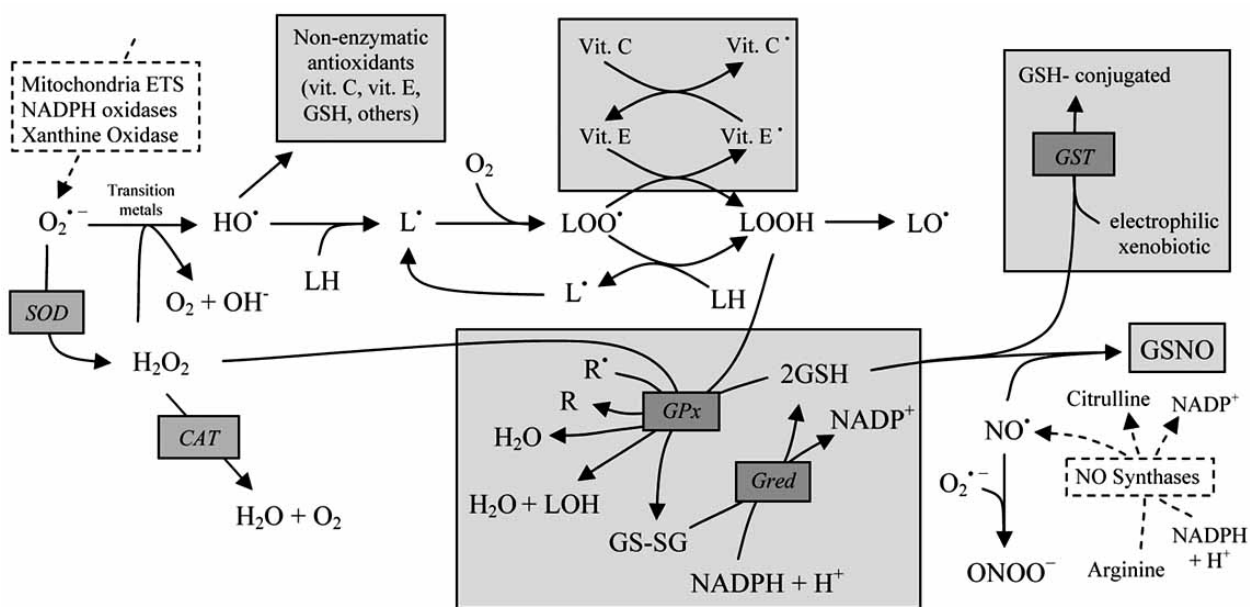 Mitochondria ETS
NADPH oxidases
Xanthine Oxidase
Non-enzymatic
antioxidants
(vit. C, vit. E,
GSH, others)
Vit. C
Vit. C•
Vit. E
Vit. E•
GSH- conjugated
GST
electrophilic
xenobiotic
O₂•⁻
Transition
metals
HO•
LH
L•
O₂
LOO•
LOOH
LO•
L•
LH
O₂ + OH⁻
SOD
H₂O₂
CAT
H₂O + O₂
R•
R
H₂O
H₂O + LOH
GPx
2GSH
NADP⁺
Gred
GS-SG
NADPH + H⁺
GSNO
NO•
O₂•⁻
ONOO⁻
Citrulline
NADP⁺
NO Synthases
Arginine
NADPH
+ H⁺